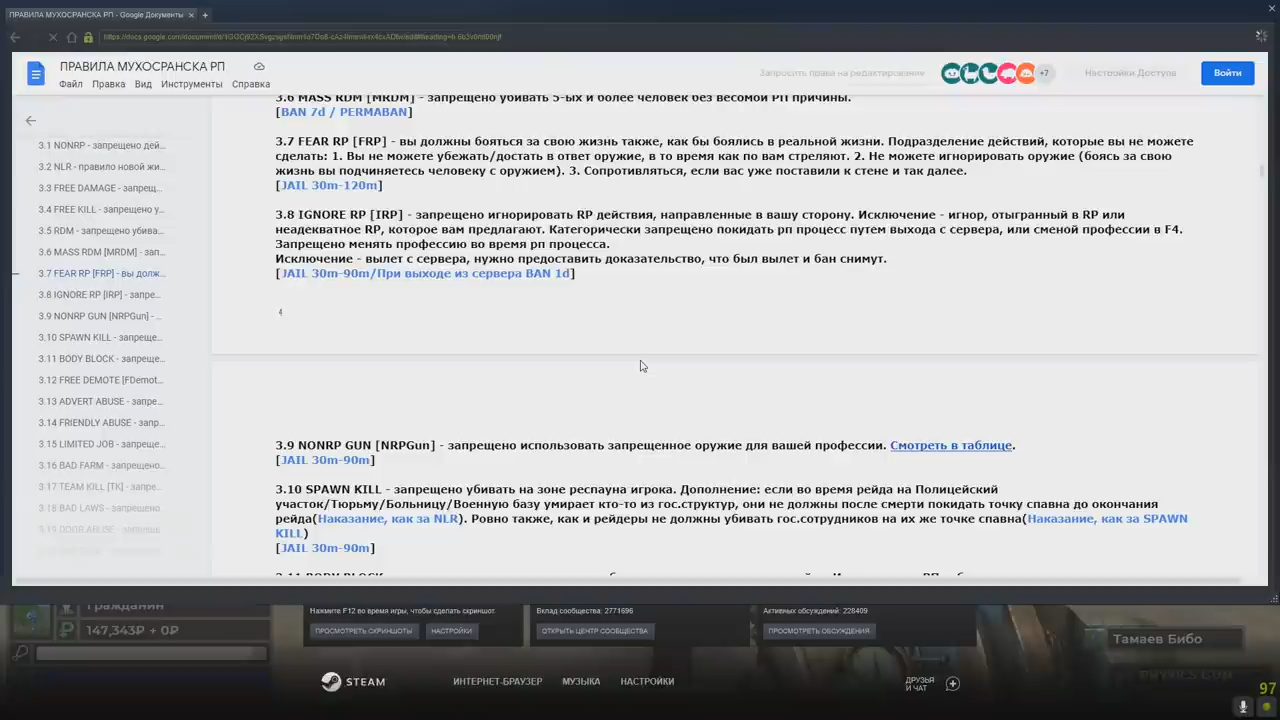 ПРАВИЛА МУХОСРАНСКА РП - Google Документы × +
ПРАВИЛА МУХОСРАНСКА РП
Файл Правка Вид Инструменты Справка
Запросить права на редактирование
+7
Настройки Доступа
Войти
3.1 NONRP - запрещено дей...
3.2 NLR - правило новой жи...
3.3 FREE DAMAGE - запрещ...
3.4 FREE KILL - запрещено у...
3.5 RDM - запрещено убива...
3.6 MASS RDM [MRDM] - зап...
3.7 FEAR RP [FRP] - вы долж...
3.8 IGNORE RP [IRP] - запре...
3.9 NONRP GUN [NRPGun] - ...
3.10 SPAWN KILL - запреще...
3.11 BODY BLOCK - запреще...
3.12 FREE DEMOTE [FDemot...
3.13 ADVERT ABUSE - запре...
3.14 FRIENDLY ABUSE - запр...
3.15 LIMITED JOB - запреще...
3.16 BAD FARM - запрещено...
3.17 TEAM KILL [TK] - запре...
3.18 BAD LAWS - запрещено...
3.19 DOOR ABUSE - запрещ...
3.6 MASS RDM [MRDM] - запрещено убивать 5-ых и более человек без весомой РП причины.
[BAN 7d / PERMABAN]
3.7 FEAR RP [FRP] - вы должны бояться за свою жизнь также, как бы боялись в реальной жизни. Подразделение действий, которые вы не можете
сделать: 1. Вы не можете убежать/достать в ответ оружие, в то время как по вам стреляют. 2. Не можете игнорировать оружие (боясь за свою
жизнь вы подчиняетесь человеку с оружием). 3. Сопротивляться, если вас уже поставили к стене и так далее.
[JAIL 30m-120m]
3.8 IGNORE RP [IRP] - запрещено игнорировать RP действия, направленные в вашу сторону. Исключение - игнор, отыгранный в RP или
неадекватное RP, которое вам предлагают. Категорически запрещено покидать рп процесс путем выхода с сервера, или сменой профессии в F4.
Запрещено менять профессию во время рп процесса.
Исключение - вылет с сервера, нужно предоставить доказательство, что был вылет и бан снимут.
[JAIL 30m-90m/При выходе из сервера BAN 1d]
4
3.9 NONRP GUN [NRPGun] - запрещено использовать запрещенное оружие для вашей профессии. Смотреть в таблице.
[JAIL 30m-90m]
3.10 SPAWN KILL - запрещено убивать на зоне респауна игрока. Дополнение: если во время рейда на Полицейский
участок/Тюрьму/Больницу/Военную базу умирает кто-то из гос.структур, они не должны после смерти покидать точку спавна до окончания
рейда(Наказание, как за NLR). Ровно также, как и рейдеры не должны убивать гос.сотрудников на их же точке спавна(Наказание, как за SPAWN
KILL)
[JAIL 30m-90m]
Гражданин
147,343₽ + 0₽
Нажмите F12 во время игры, чтобы сделать скриншот.
ПРОСМОТРЕТЬ СКРИНШОТЫ НАСТРОЙКИ
Вклад сообщества: 2771696
ОТКРЫТЬ ЦЕНТР СООБЩЕСТВА
Активных обсуждений: 228409
ПРОСМОТРЕТЬ ОБСУЖДЕНИЯ
Тамаев Бибо
STEAM
ИНТЕРНЕТ-БРАУЗЕР МУЗЫКА НАСТРОЙКИ
ДРУЗЬЯ
И ЧАТ
97